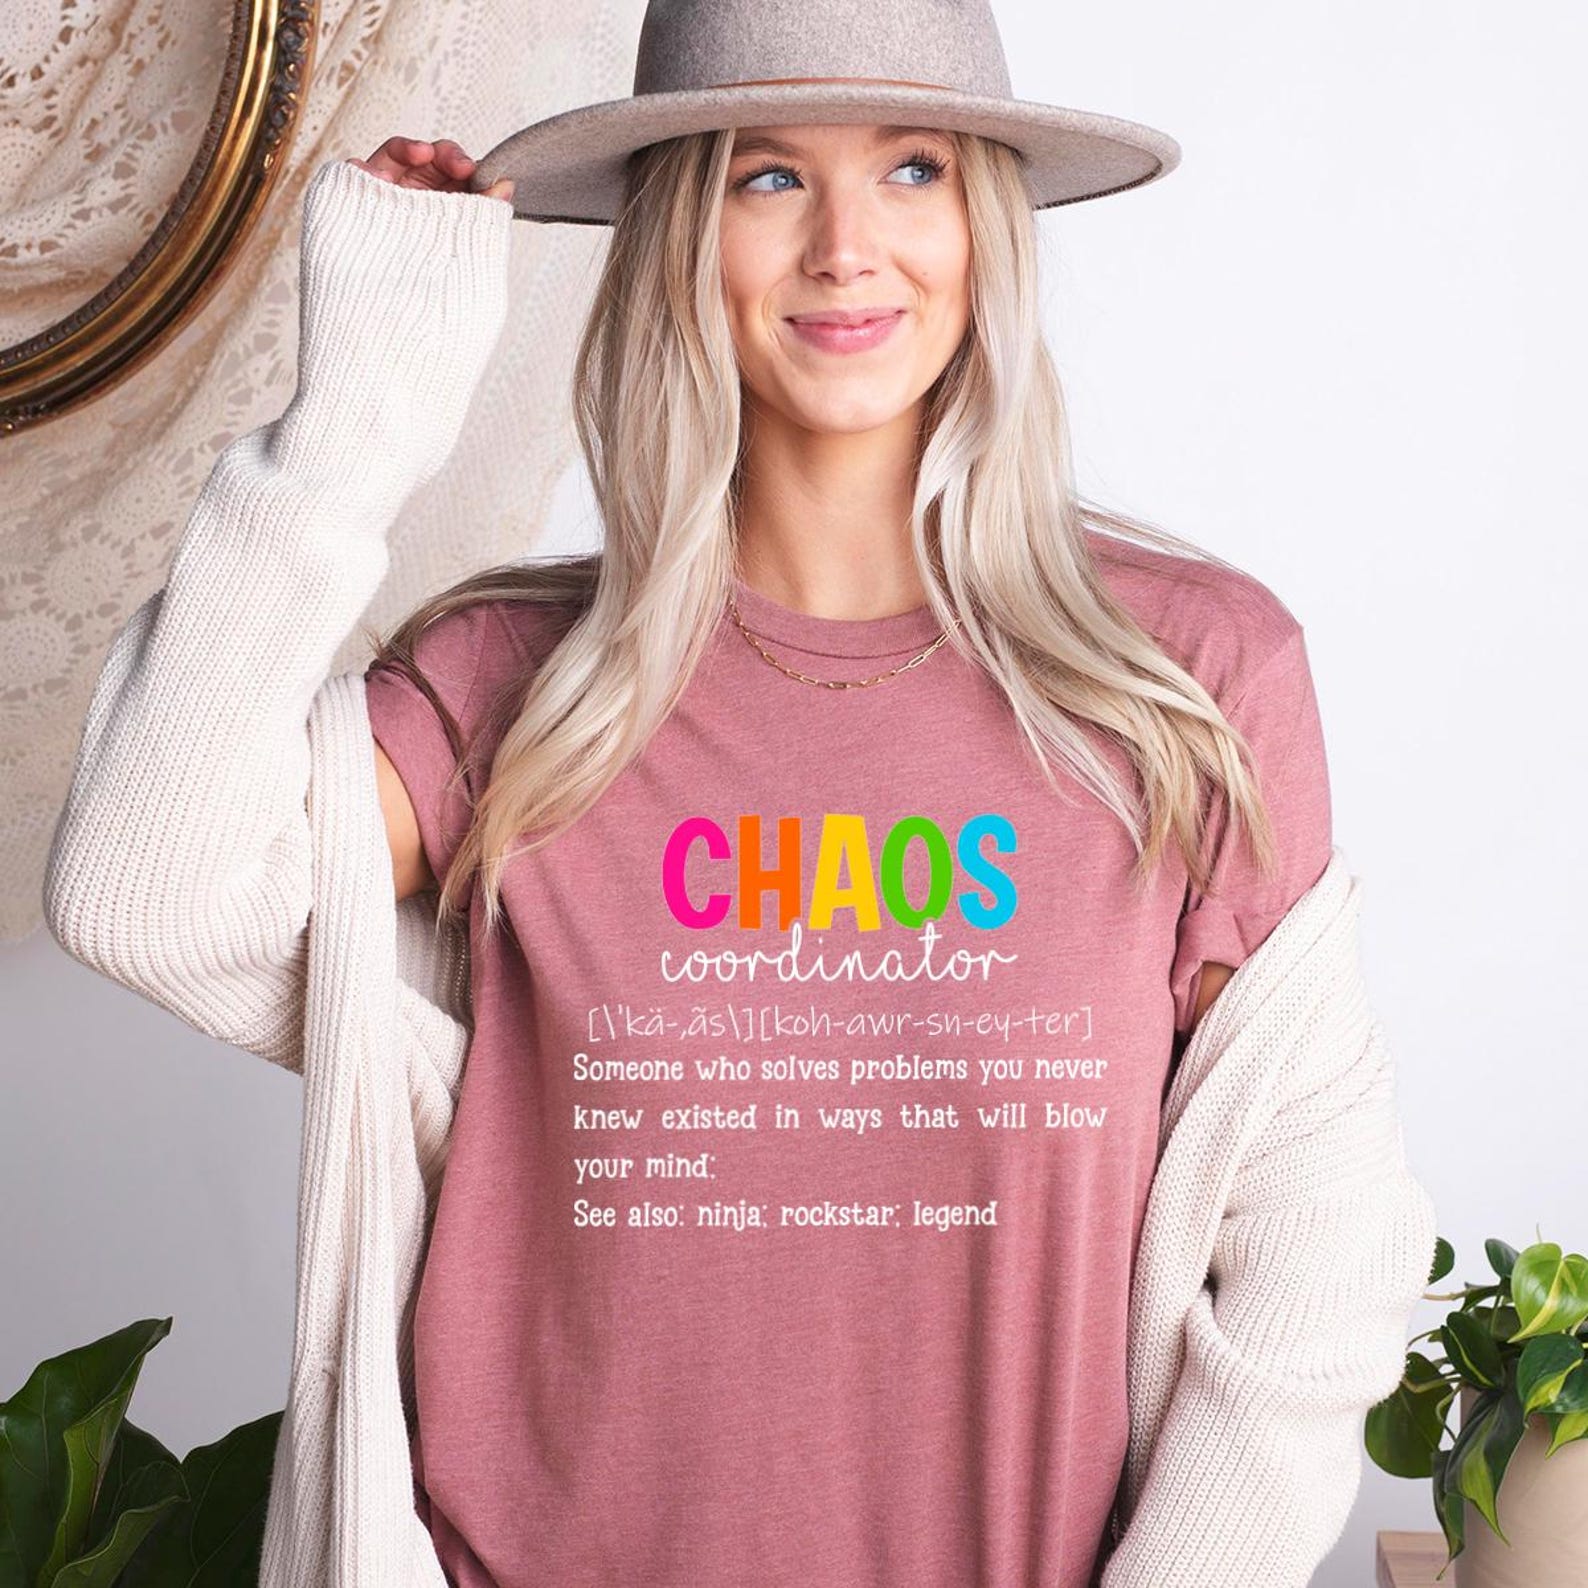 CHAOS
coordinator
[\'kä-,ãs\][koh-awr-sn-ey-ter]
Someone who solves problems you never
knew existed in ways that will blow
your mind;
See also: ninja; rockstar; legend